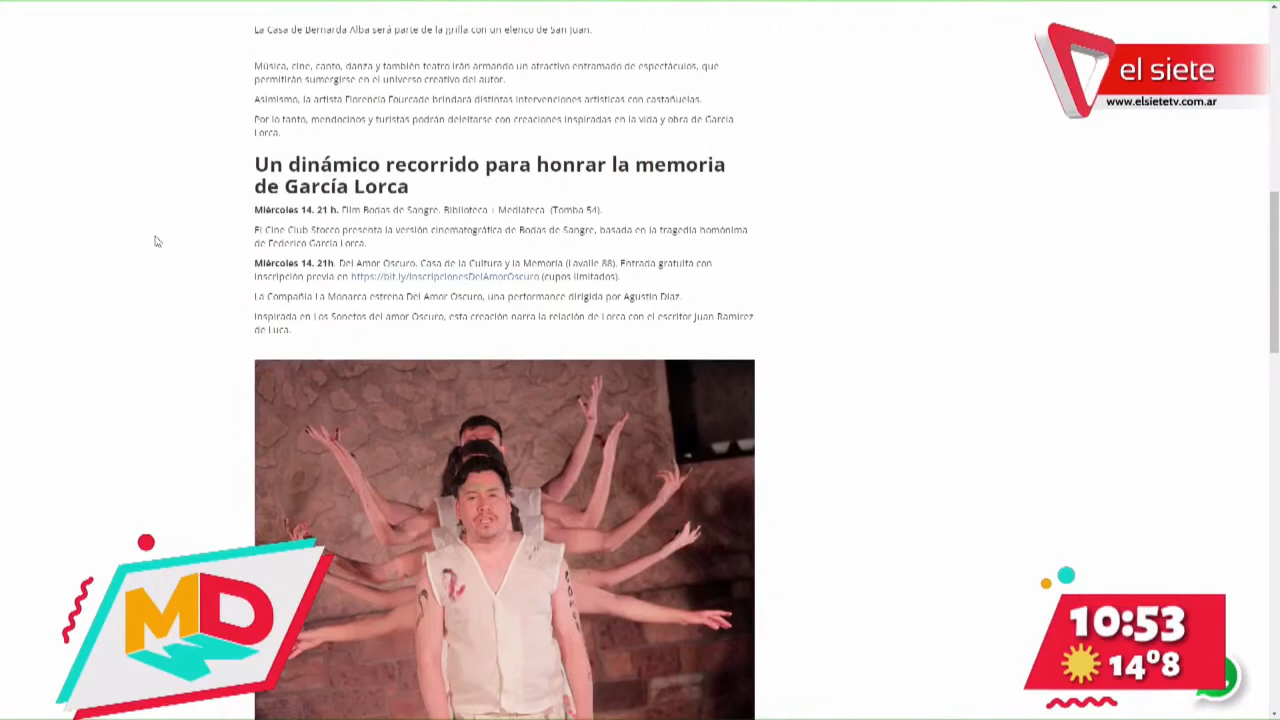 La Casa de Bernarda Alba será parte de la grilla con un elenco de San Juan.
Música, cine, canto, danza y también teatro irán armando un atractivo entramado de espectáculos, que
permitirán sumergirse en el universo creativo del autor.
Asimismo, la artista Florencia Fourcade brindará distintas intervenciones artísticas con castañuelas.
Por lo tanto, mendocinos y turistas podrán deleitarse con creaciones inspiradas en la vida y obra de García
Lorca.
Un dinámico recorrido para honrar la memoria
de García Lorca
Miércoles 14. 21 h. Film Bodas de Sangre. Biblioteca + Mediateca (Tomba 54).
El Cine Club Stocco presenta la versión cinematográfica de Bodas de Sangre, basada en la tragedia homónima
de Federico García Lorca.
Miércoles 14. 21h. Del Amor Oscuro. Casa de la Cultura y la Memoria (Lavalle 88). Entrada gratuita con
inscripción previa en https://bit.ly/InscripcionesDelAmorOscuro (cupos limitados).
La Compañía La Monarca estrena Del Amor Oscuro, una performance dirigida por Agustín Díaz.
Inspirada en Los Sonetos del amor Oscuro, esta creación narra la relación de Lorca con el escritor Juan Ramírez
de Luca.
el siete
www.elsietetv.com.ar
MD
10:53
14º8